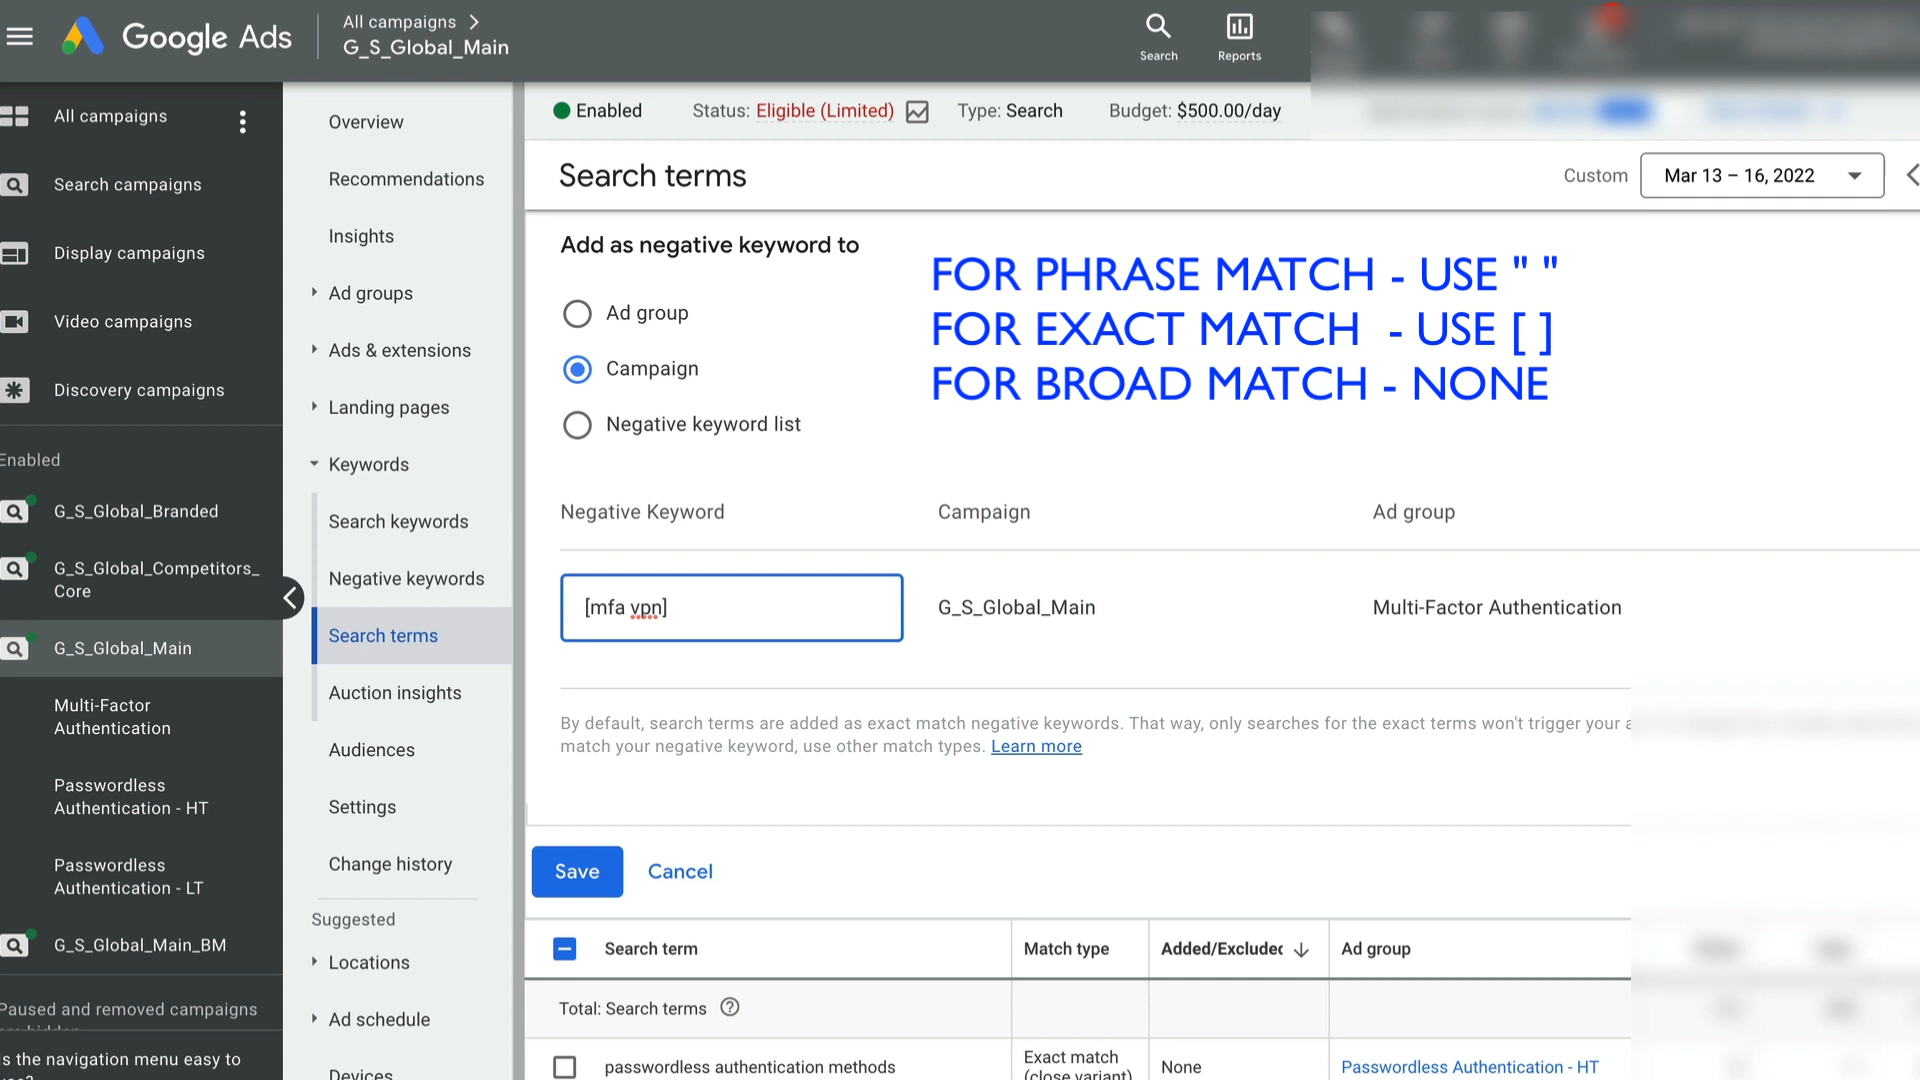 Google Ads
All campaigns
G_S_Global_Main
Search
Reports
All campaigns
Search campaigns
Display campaigns
Video campaigns
Discovery campaigns
Enabled
G_S_Global_Branded
G_S_Global_Competitors_
Core
G_S_Global_Main
Multi-Factor
Authentication
Passwordless
Authentication - HT
Passwordless
Authentication - LT
G_S_Global_Main_BM
Paused and removed campaigns
is the navigation menu easy to
Overview
Recommendations
Insights
Ad groups
Ads & extensions
Landing pages
Keywords
Search keywords
Negative keywords
Search terms
Auction insights
Audiences
Settings
Change history
Suggested
Locations
Ad schedule
Devices
Enabled
Status: Eligible (Limited)
Type: Search
Budget: $500.00/day
Search terms
Custom
Mar 13 – 16, 2022
Add as negative keyword to
Ad group
Campaign
Negative keyword list
FOR PHRASE MATCH - USE " "
FOR EXACT MATCH - USE [ ]
FOR BROAD MATCH - NONE
Negative Keyword
Campaign
Ad group
[mfa vpn]
G_S_Global_Main
Multi-Factor Authentication
By default, search terms are added as exact match negative keywords. That way, only searches for the exact terms won't trigger your a
match your negative keyword, use other match types. Learn more
Save
Cancel
Search term
Match type
Added/Excluded
Ad group
Total: Search terms
passwordless authentication methods
Exact match
(close variant)
None
Passwordless Authentication - HT